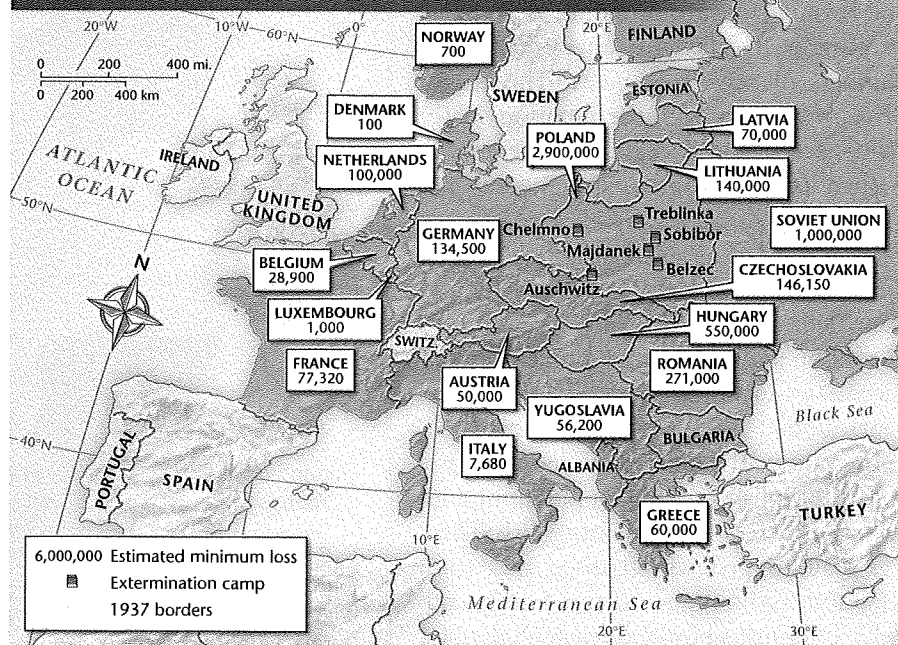 20°W
10°W
60°N
0°
20°E
FINLAND
NORWAY
700
0 200 400 mi.
0 200 400 km
SWEDEN
ESTONIA
DENMARK
100
LATVIA
70,000
POLAND
2,900,000
IRELAND
NETHERLANDS
100,000
LITHUANIA
140,000
ATLANTIC
OCEAN
UNITED
KINGDOM
50°N
Treblinka
SOVIET UNION
1,000,000
GERMANY
134,500
Chelmno
Sobibor
Majdanek
BELGIUM
28,900
N
Belzec
CZECHOSLOVAKIA
146,150
Auschwitz
LUXEMBOURG
1,000
HUNGARY
550,000
SWITZ.
FRANCE
77,320
ROMANIA
271,000
AUSTRIA
50,000
YUGOSLAVIA
56,200
Black Sea
40°N
BULGARIA
PORTUGAL
SPAIN
ITALY
7,680
ALBANIA
GREECE
60,000
TURKEY
10°E
6,000,000 Estimated minimum loss
Extermination camp
1937 borders
Mediterranean Sea
20°E
30°E